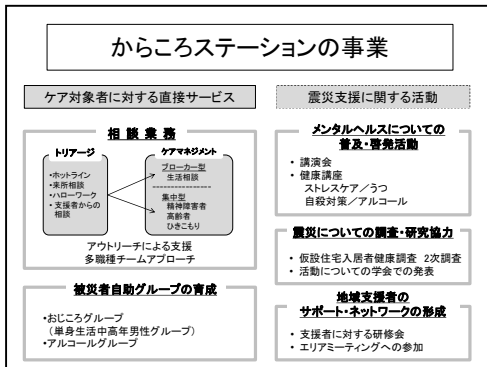 からころステーションの事業
ケア対象者に対する直接サービス
相談業務
トリアージ
•ホットライン
•来所相談
•ハローワーク
•支援者からの
相談
ケアマネジメント
ブローカー型
生活相談
----------------
集中型
精神障害者
高齢者
ひきこもり
アウトリーチによる支援
多職種チームアプローチ
被災者自助グループの育成
•おじころグループ
（単身生活中高年男性グループ）
•アルコールグループ
震災支援に関する活動
メンタルヘルスについての
普及・啓発活動
• 講演会
• 健康講座
ストレスケア／うつ
自殺対策／アルコール
震災についての調査・研究協力
• 仮設住宅入居者健康調査 2次調査
• 活動についての学会での発表
地域支援者の
サポート・ネットワークの形成
• 支援者に対する研修会
• エリアミーティングへの参加